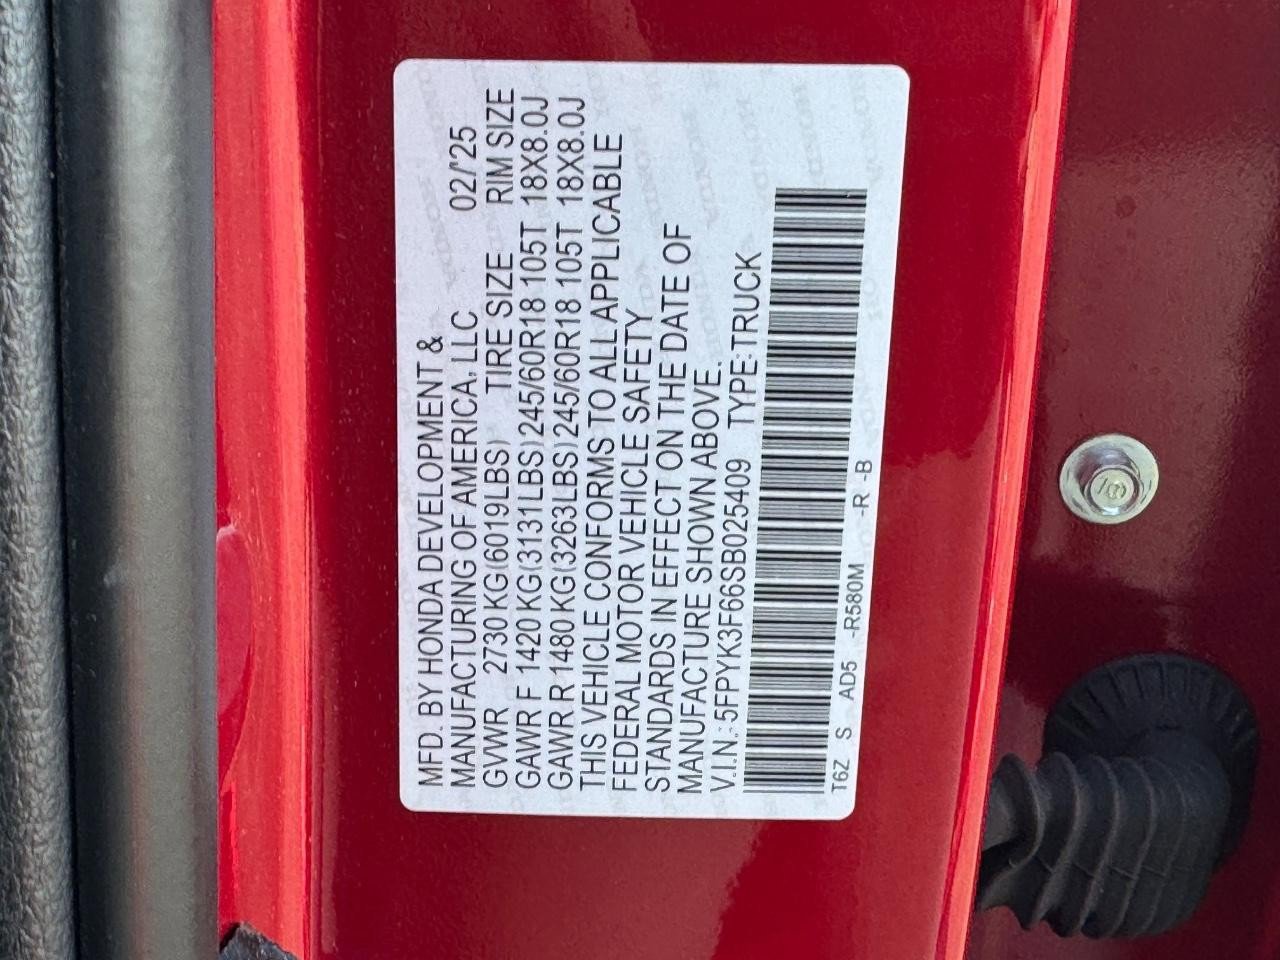 MFD. BY HONDA DEVELOPMENT &
MANUFACTURING OF AMERICA, LLC 02/'25
GVWR 2730 KG(6019LBS) TIRE SIZE RIM SIZE
GAWR F 1420 KG(3131LBS) 245/60R18 105T 18X8.0J
GAWR R 1480 KG(3263LBS) 245/60R18 105T 18X8.0J
THIS VEHICLE CONFORMS TO ALL APPLICABLE
FEDERAL MOTOR VEHICLE SAFETY
STANDARDS IN EFFECT ON THE DATE OF
MANUFACTURE SHOWN ABOVE.
V.I.N.:5FPYK3F66SB025409 TYPE:TRUCK
T6Z S AD5 -R580M -R -B